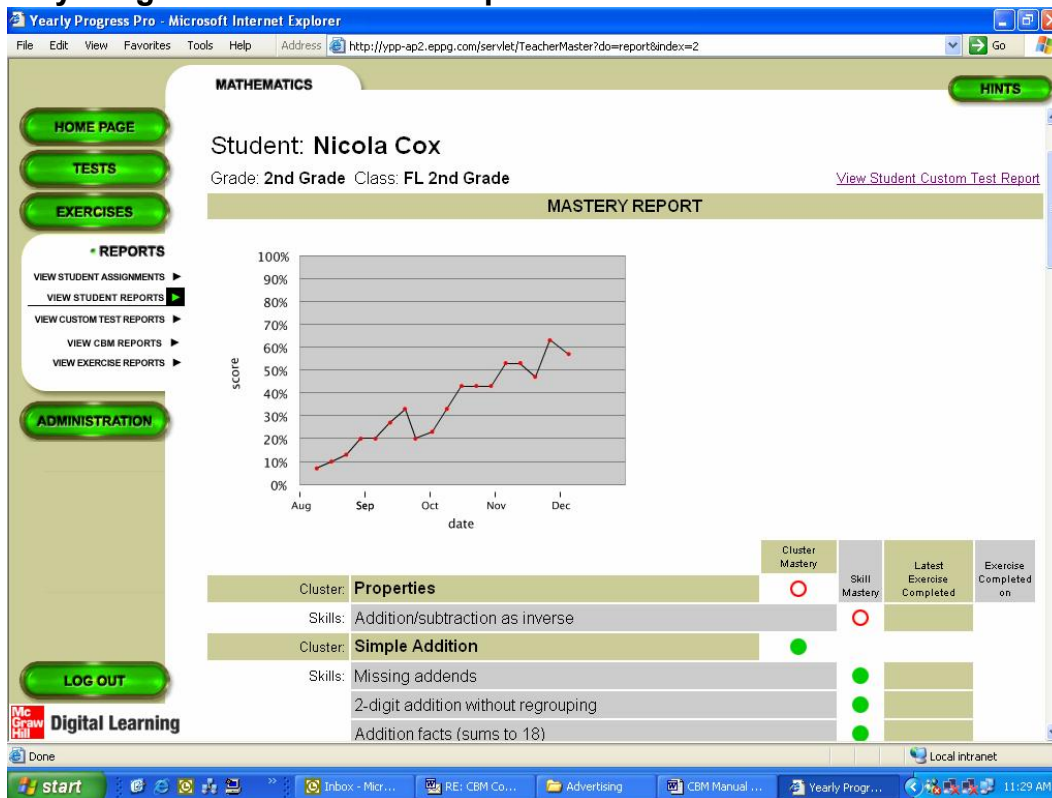 Yearly Progress Pro - Microsoft Internet Explorer
File Edit View Favorites Tools Help Address http://ypp-ap2.eppg.com/servlet/TeacherMaster?do=report&index=2 Go
MATHEMATICS
HINTS
HOME PAGE
TESTS
EXERCISES
• REPORTS
VIEW STUDENT ASSIGNMENTS
VIEW STUDENT REPORTS
VIEW CUSTOM TEST REPORTS
VIEW CBM REPORTS
VIEW EXERCISE REPORTS
ADMINISTRATION
LOG OUT
Mc Graw Hill Digital Learning
Student: Nicola Cox
Grade: 2nd Grade Class: FL 2nd Grade View Student Custom Test Report
MASTERY REPORT
100%
90%
80%
70%
60%
50%
40%
30%
20%
10%
0%
score
Aug Sep Oct Nov Dec
date
Cluster Mastery
Skill Mastery
Latest Exercise Completed
Exercise Completed on
Cluster: Properties
Skills: Addition/subtraction as inverse
Cluster: Simple Addition
Skills: Missing addends
2-digit addition without regrouping
Addition facts (sums to 18)
Done Local intranet
start Inbox - Micr... RE: CBM Co... Advertising CBM Manual ... Yearly Progr... 11:29 AM